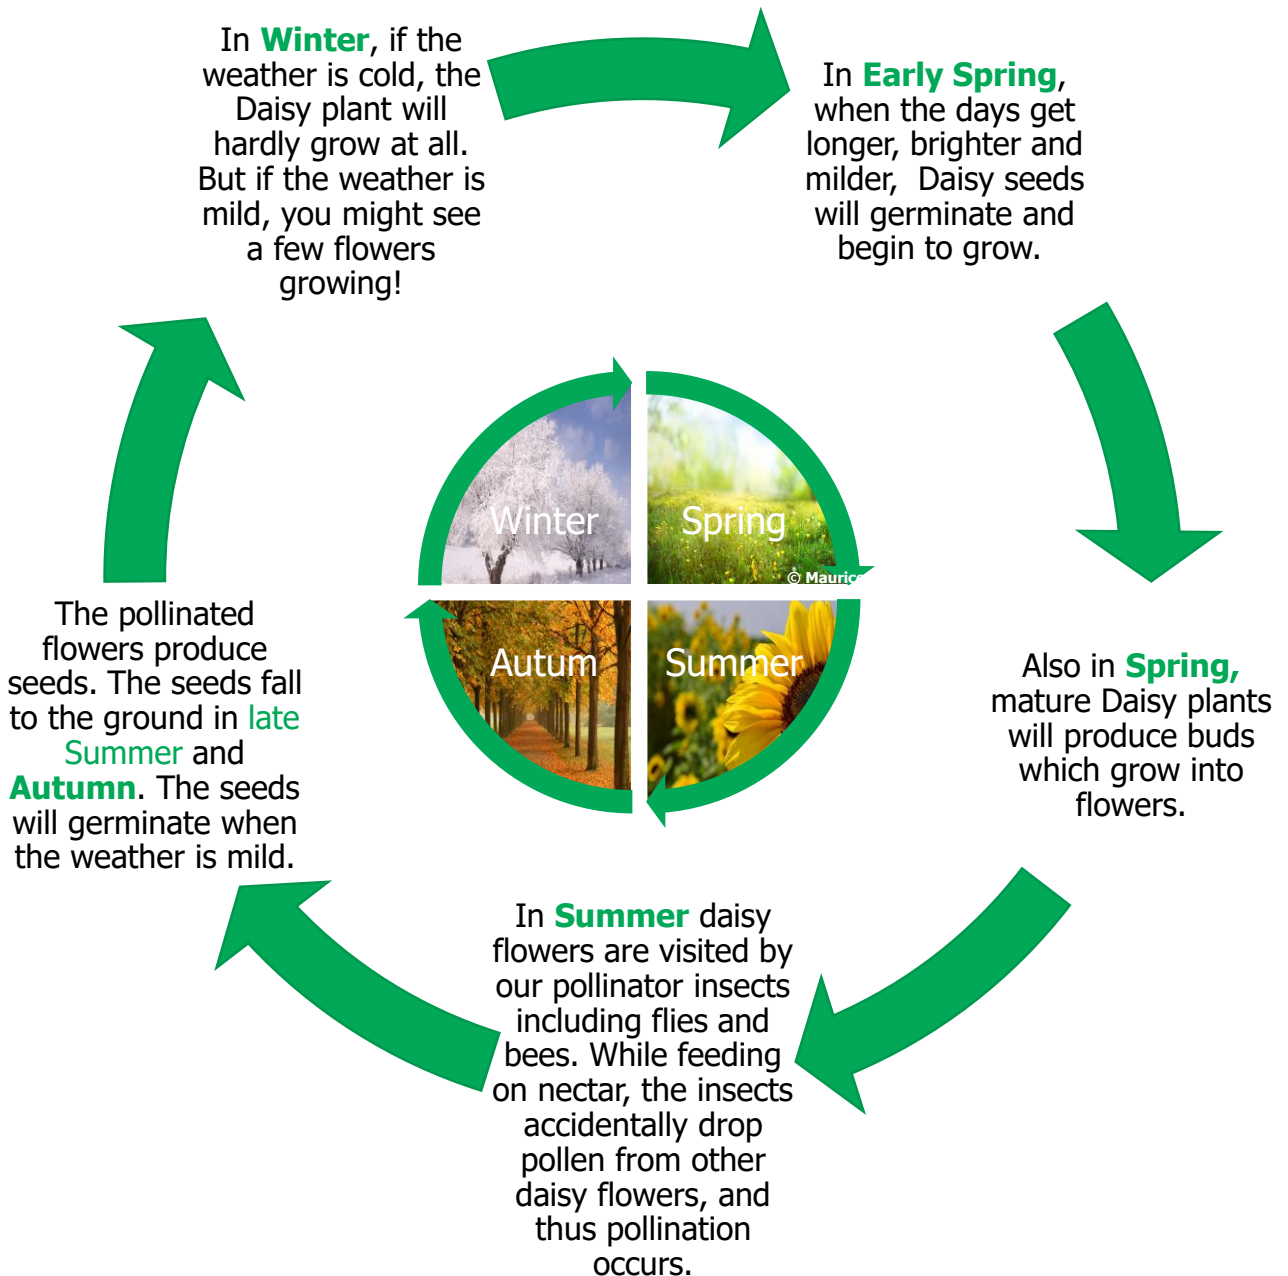 In Winter, if the
weather is cold, the
Daisy plant will
hardly grow at all.
But if the weather is
mild, you might see
a few flowers
growing!
In Early Spring,
when the days get
longer, brighter and
milder, Daisy seeds
will germinate and
begin to grow.
Also in Spring,
mature Daisy plants
will produce buds
which grow into
flowers.
In Summer daisy
flowers are visited by
our pollinator insects
including flies and
bees. While feeding
on nectar, the insects
accidentally drop
pollen from other
daisy flowers, and
thus pollination
occurs.
The pollinated
flowers produce
seeds. The seeds fall
to the ground in late
Summer and
Autumn. The seeds
will germinate when
the weather is mild.
Winter
Spring
© Maurice
Autum
Summer